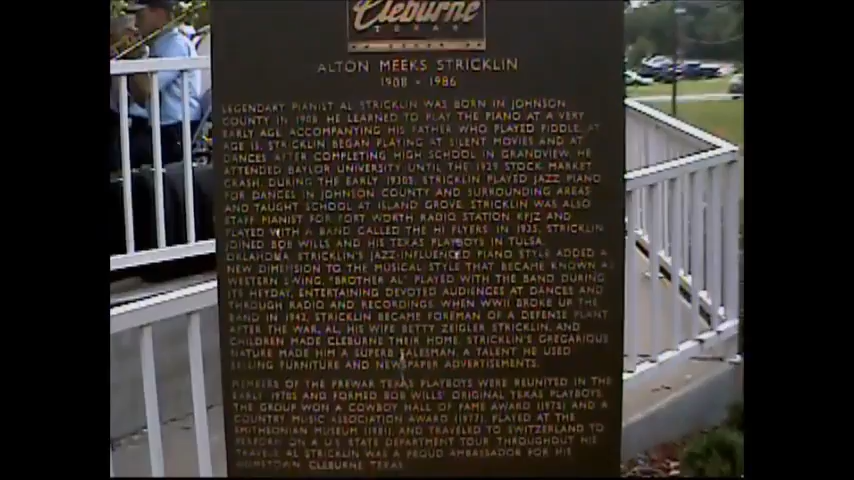 Cleburne
TEXAS
ALTON MEEKS STRICKLIN
1908 - 1986
LEGENDARY PIANIST AL STRICKLIN WAS BORN IN JOHNSON
COUNTY IN 1908. HE LEARNED TO PLAY THE PIANO AT A VERY
EARLY AGE, ACCOMPANYING HIS FATHER WHO PLAYED FIDDLE. AT
AGE 15, STRICKLIN BEGAN PLAYING AT SILENT MOVIES AND AT
DANCES. AFTER COMPLETING HIGH SCHOOL IN GRANDVIEW, HE
ATTENDED BAYLOR UNIVERSITY UNTIL THE 1929 STOCK MARKET
CRASH. DURING THE EARLY 1930S, STRICKLIN PLAYED JAZZ PIANO
FOR DANCES IN JOHNSON COUNTY AND SURROUNDING AREAS
AND TAUGHT SCHOOL AT ISLAND GROVE. STRICKLIN WAS ALSO
STAFF PIANIST FOR FORT WORTH RADIO STATION KFJZ AND
PLAYED WITH A BAND CALLED THE HI FLYERS. IN 1935, STRICKLIN
JOINED BOB WILLS AND HIS TEXAS PLAYBOYS IN TULSA,
OKLAHOMA. STRICKLIN'S JAZZ-INFLUENCED PIANO STYLE ADDED A
NEW DIMENSION TO THE MUSICAL STYLE THAT BECAME KNOWN AS
WESTERN SWING. "BROTHER AL" PLAYED WITH THE BAND DURING
ITS HEYDAY, ENTERTAINING DEVOTED AUDIENCES AT DANCES AND
THROUGH RADIO AND RECORDINGS. WHEN WWII BROKE UP THE
BAND IN 1942, STRICKLIN BECAME FOREMAN OF A DEFENSE PLANT.
AFTER THE WAR, AL, HIS WIFE BETTY ZEIGLER STRICKLIN, AND
CHILDREN MADE CLEBURNE THEIR HOME. STRICKLIN'S GREGARIOUS
NATURE MADE HIM A SUPERB SALESMAN, A TALENT HE USED
SELLING FURNITURE AND NEWSPAPER ADVERTISEMENTS.
MEMBERS OF THE PREWAR TEXAS PLAYBOYS WERE REUNITED IN THE
EARLY 1970S AND FORMED BOB WILLS' ORIGINAL TEXAS PLAYBOYS.
THE GROUP WON A COWBOY HALL OF FAME AWARD (1975) AND A
COUNTRY MUSIC ASSOCIATION AWARD (1977), PLAYED AT THE
SMITHSONIAN MUSEUM (1981), AND TRAVELED TO SWITZERLAND TO
PERFORM ON A U.S. STATE DEPARTMENT TOUR. THROUGHOUT HIS
TRAVELS, AL STRICKLIN WAS A PROUD AMBASSADOR FOR HIS
HOMETOWN CLEBURNE TEXAS.